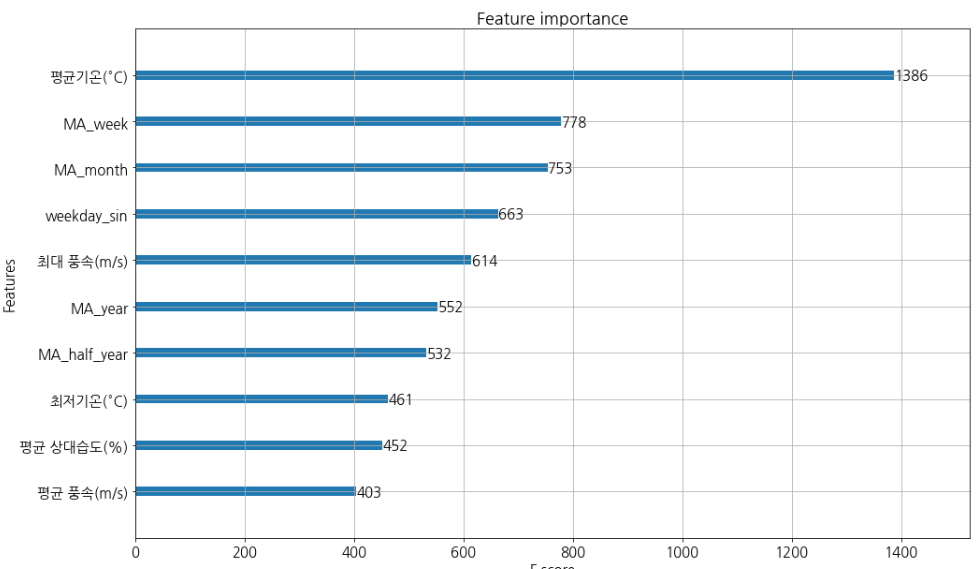 Feature importance
평균기온(°C)
1386
MA_week
778
MA_month
753
weekday_sin
663
최대 풍속(m/s)
614
MA_year
552
MA_half_year
532
최저기온(°C)
461
평균 상대습도(%)
452
평균 풍속(m/s)
403
Features
0 200 400 600 800 1000 1200 1400
F score